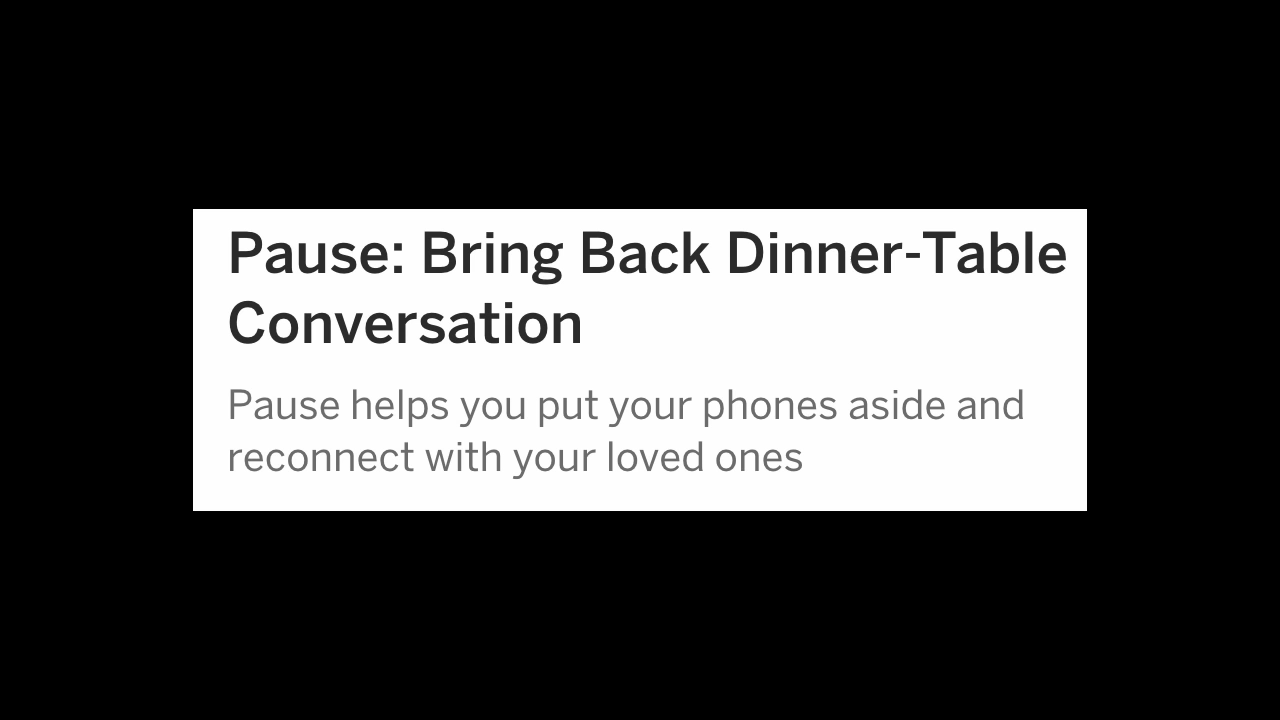 Pause: Bring Back Dinner-Table
Conversation
Pause helps you put your phones aside and
reconnect with your loved ones